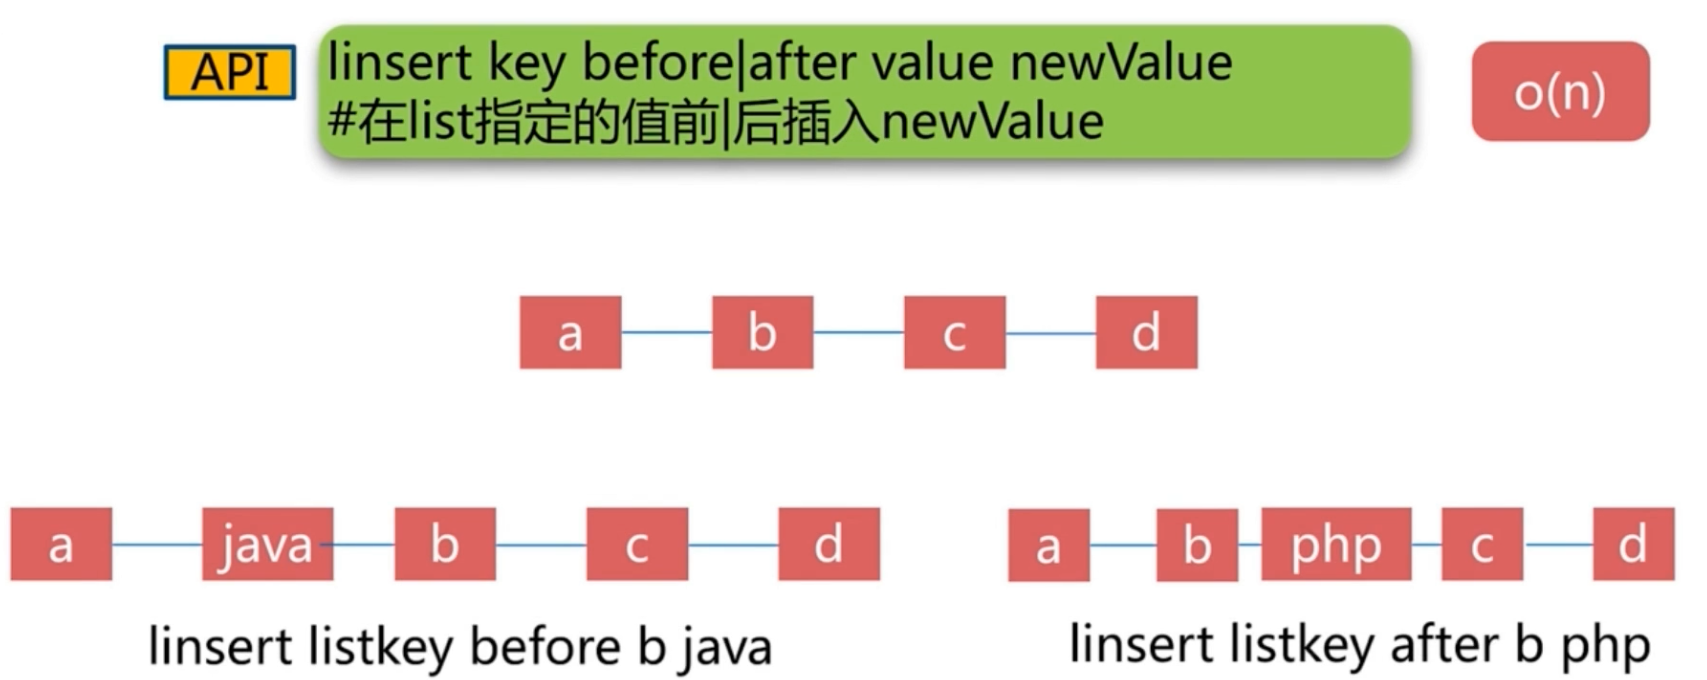 API
linsert key before|after value newValue
#在list指定的值前|后插入newValue
o(n)
a b c d
a java b c d
a b php c d
linsert listkey before b java
linsert listkey after b php